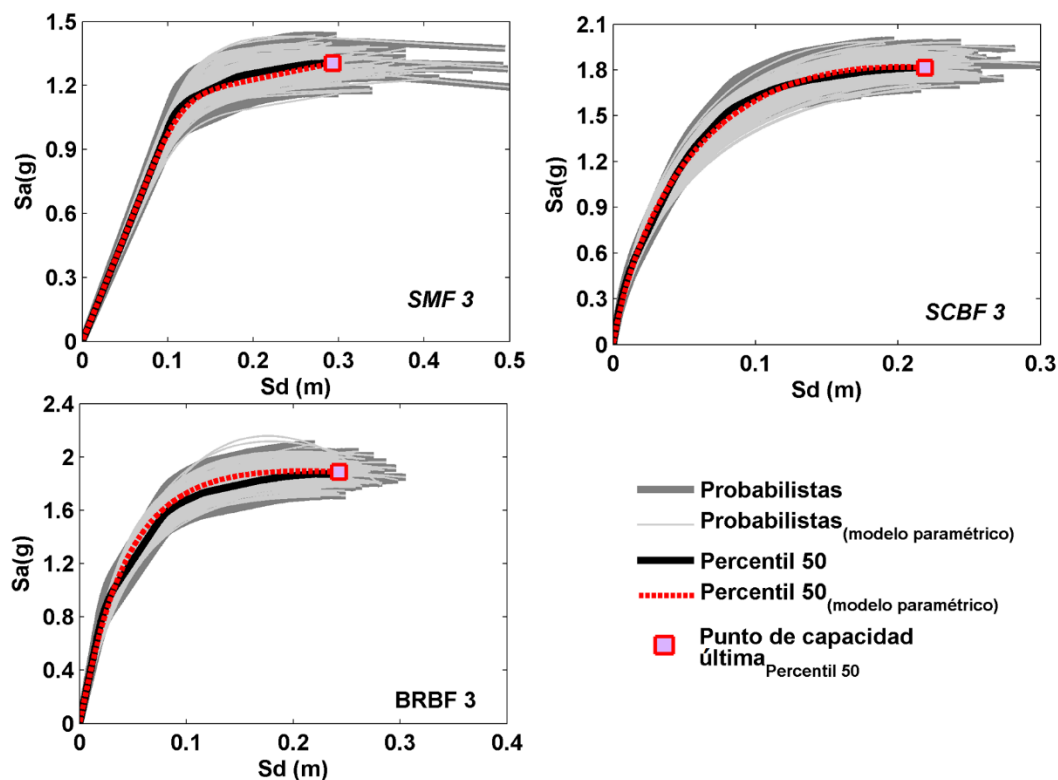 1.5
1.2
0.9
0.6
0.3
0
Sa(g)
0 0.1 0.2 0.3 0.4 0.5
Sd (m)
SMF 3
2.1
1.8
1.5
1.2
0.9
0.6
0.3
0
Sa(g)
0 0.1 0.2 0.3
Sd (m)
SCBF 3
2.4
2
1.6
1.2
0.8
0.4
0
Sa(g)
0 0.1 0.2 0.3 0.4
Sd (m)
BRBF 3
Probabilistas
Probabilistas(modelo paramétrico)
Percentil 50
Percentil 50(modelo paramétrico)
Punto de capacidad
últimaPercentil 50